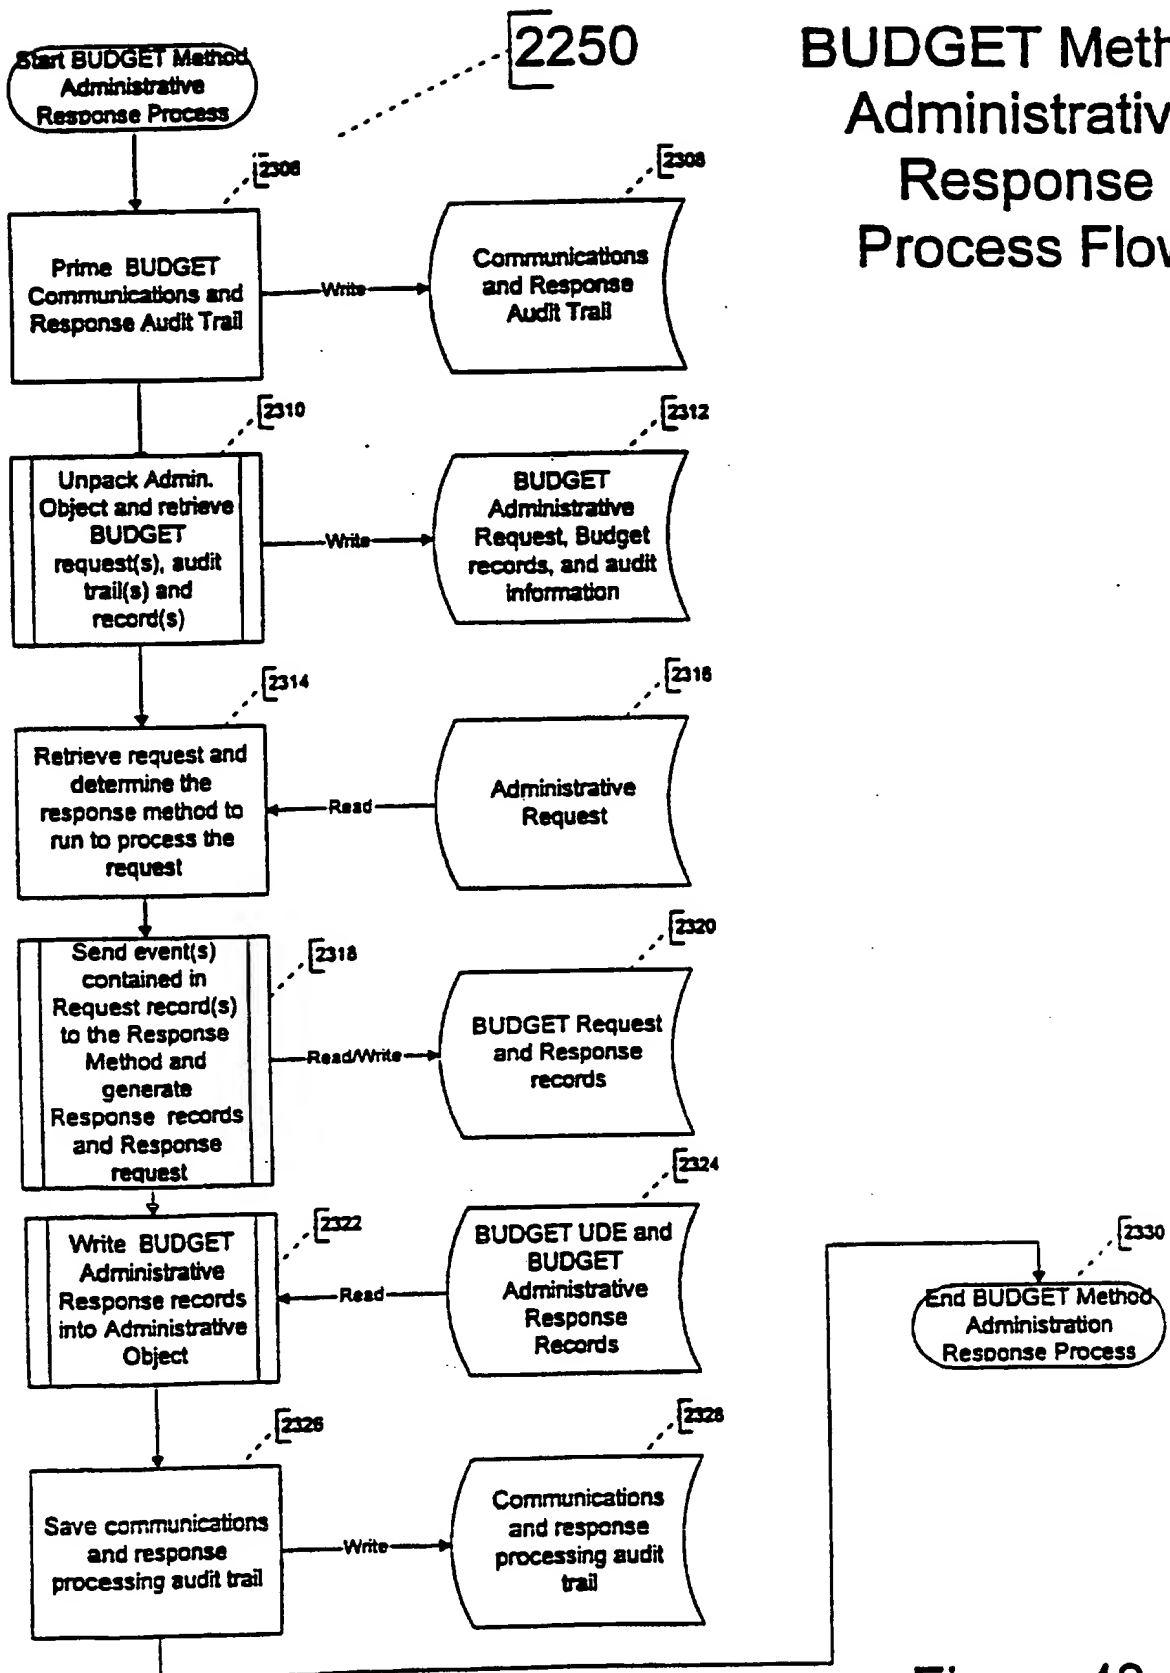 2250
BUDGET Meth
Administrativ
Response
Process Flow
Start BUDGET Method
Administrative
Response Process
2306
Prime BUDGET
Communications and
Response Audit Trail
Write
2308
Communications
and Response
Audit Trail
2310
Unpack Admin.
Object and retrieve
BUDGET
request(s), audit
trail(s) and
record(s)
Write
2312
BUDGET
Administrative
Request, Budget
records, and audit
information
2314
Retrieve request and
determine the
response method to
run to process the
request
Read
2316
Administrative
Request
2318
Send event(s)
contained in
Request record(s)
to the Response
Method and
generate
Response records
and Response
request
Read/Write
2320
BUDGET Request
and Response
records
2322
Write BUDGET
Administrative
Response records
into Administrative
Object
Read
2324
BUDGET UDE and
BUDGET
Administrative
Response
Records
2326
Save communications
and response
processing audit trail
Write
2328
Communications
and response
processing audit
trail
2330
End BUDGET Method
Administration
Response Process